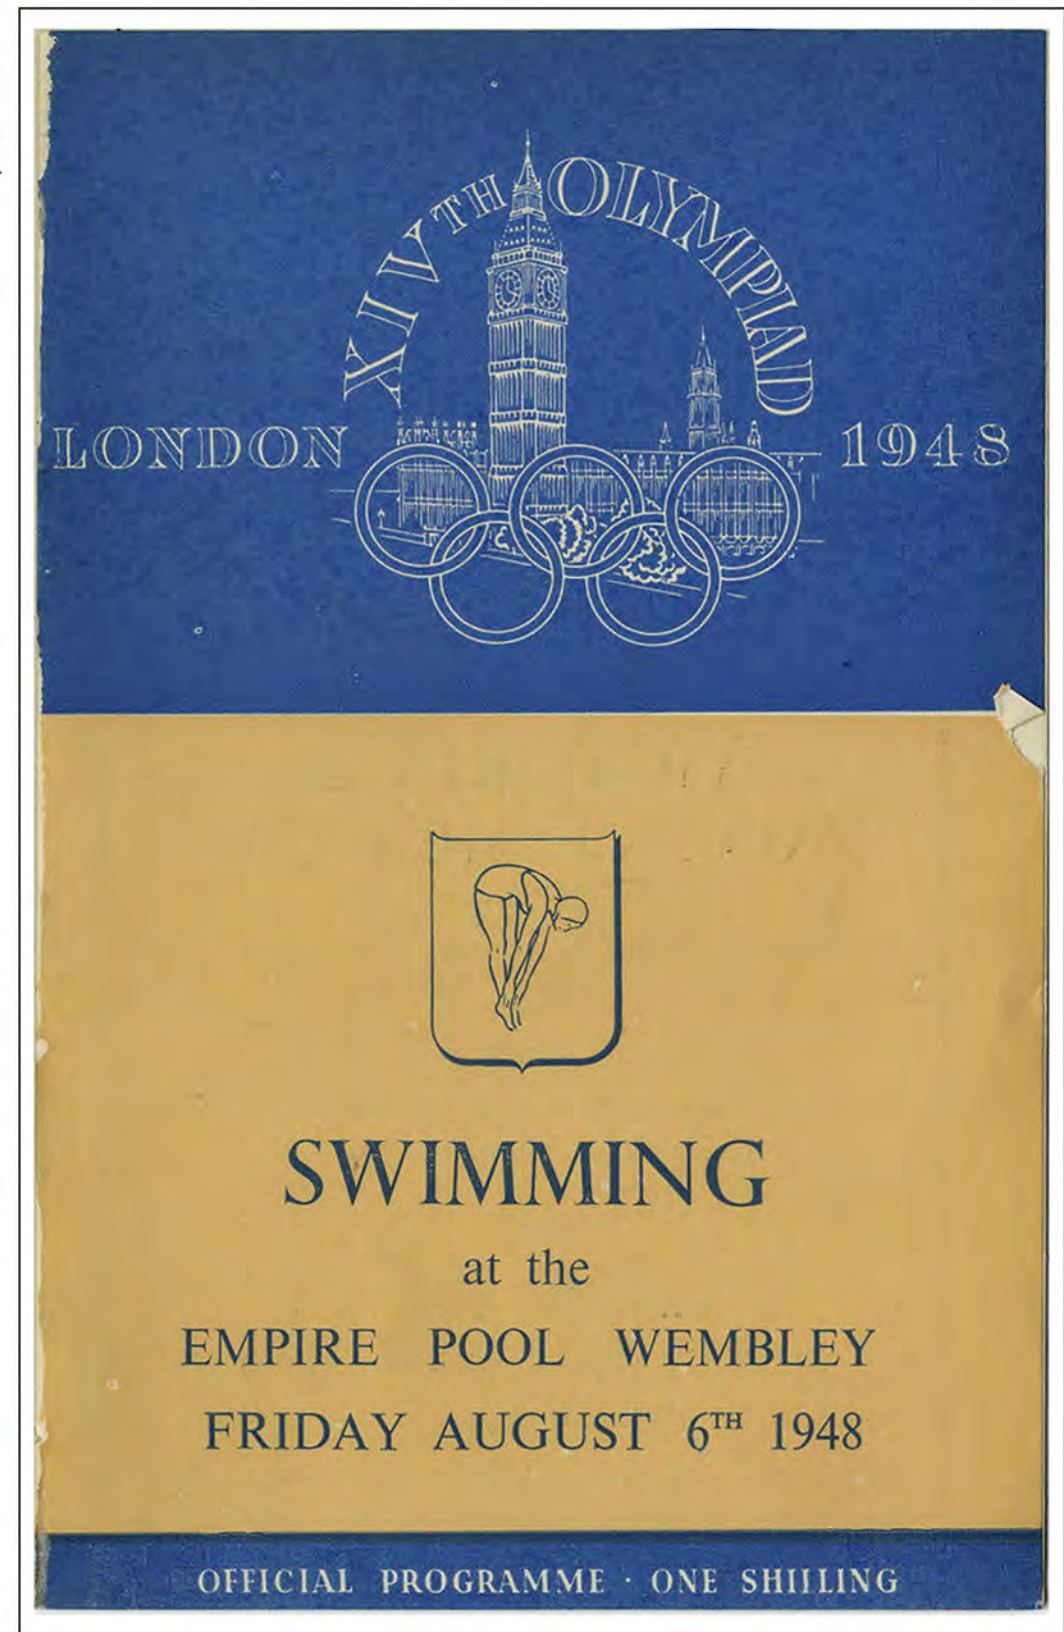 XIVTH OLYMPIAD
LONDON 1948
SWIMMING
at the
EMPIRE POOL WEMBLEY
FRIDAY AUGUST 6TH 1948
OFFICIAL PROGRAMME · ONE SHILLING